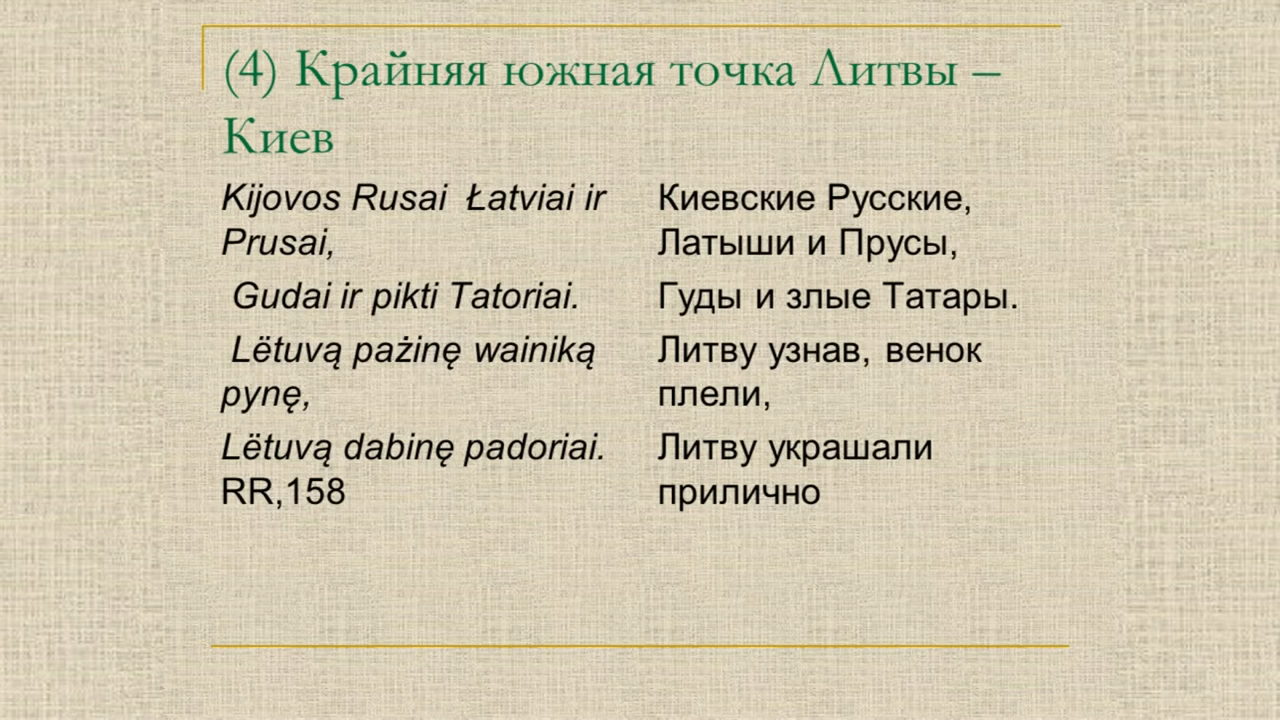 (4) Крайняя южная точка Литвы –
Киев
Kijovos Rusai Łatviai ir
Prusai,
Gudai ir pikti Tatoriai.
Lëtuvą pażinę wainiką
pynę,
Lëtuvą dabinę padoriai.
RR,158
Киевские Русские,
Латыши и Прусы,
Гуды и злые Татары.
Литву узнав, венок
плели,
Литву украшали
прилично